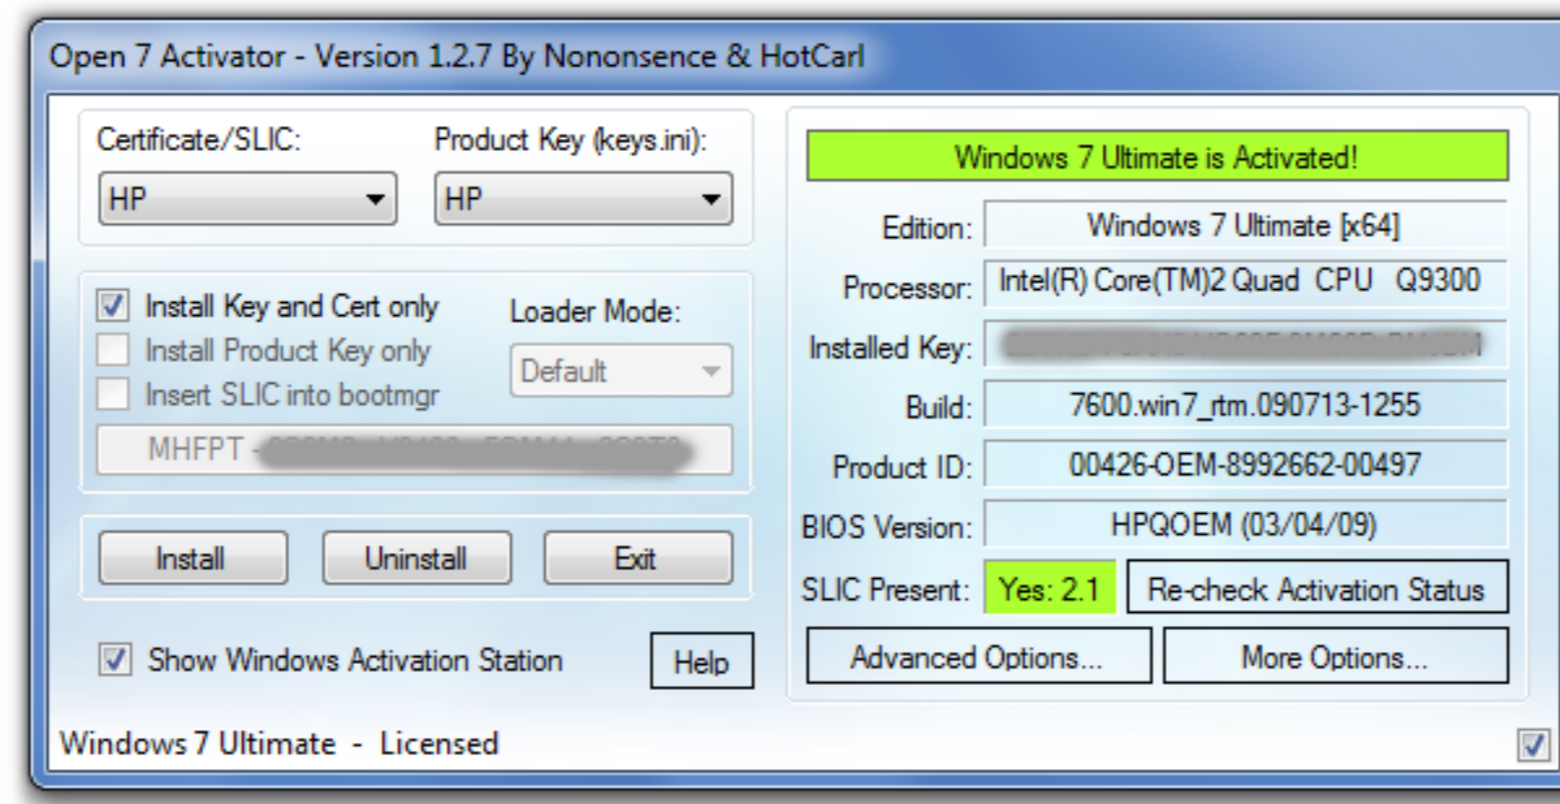 Open 7 Activator - Version 1.2.7 By Nononsence & HotCarl
Certificate/SLIC: Product Key (keys.ini):
HP HP
Install Key and Cert only
Loader Mode:
Install Product Key only
Default
Insert SLIC into bootmgr
MHFPT -
Install Uninstall Exit
Show Windows Activation Station Help
Windows 7 Ultimate is Activated!
Edition: Windows 7 Ultimate [x64]
Processor: Intel(R) Core(TM)2 Quad CPU Q9300
Installed Key:
Build: 7600.win7_rtm.090713-1255
Product ID: 00426-OEM-8992662-00497
BIOS Version: HPQOEM (03/04/09)
SLIC Present: Yes: 2.1 Re-check Activation Status
Advanced Options... More Options...
Windows 7 Ultimate - Licensed